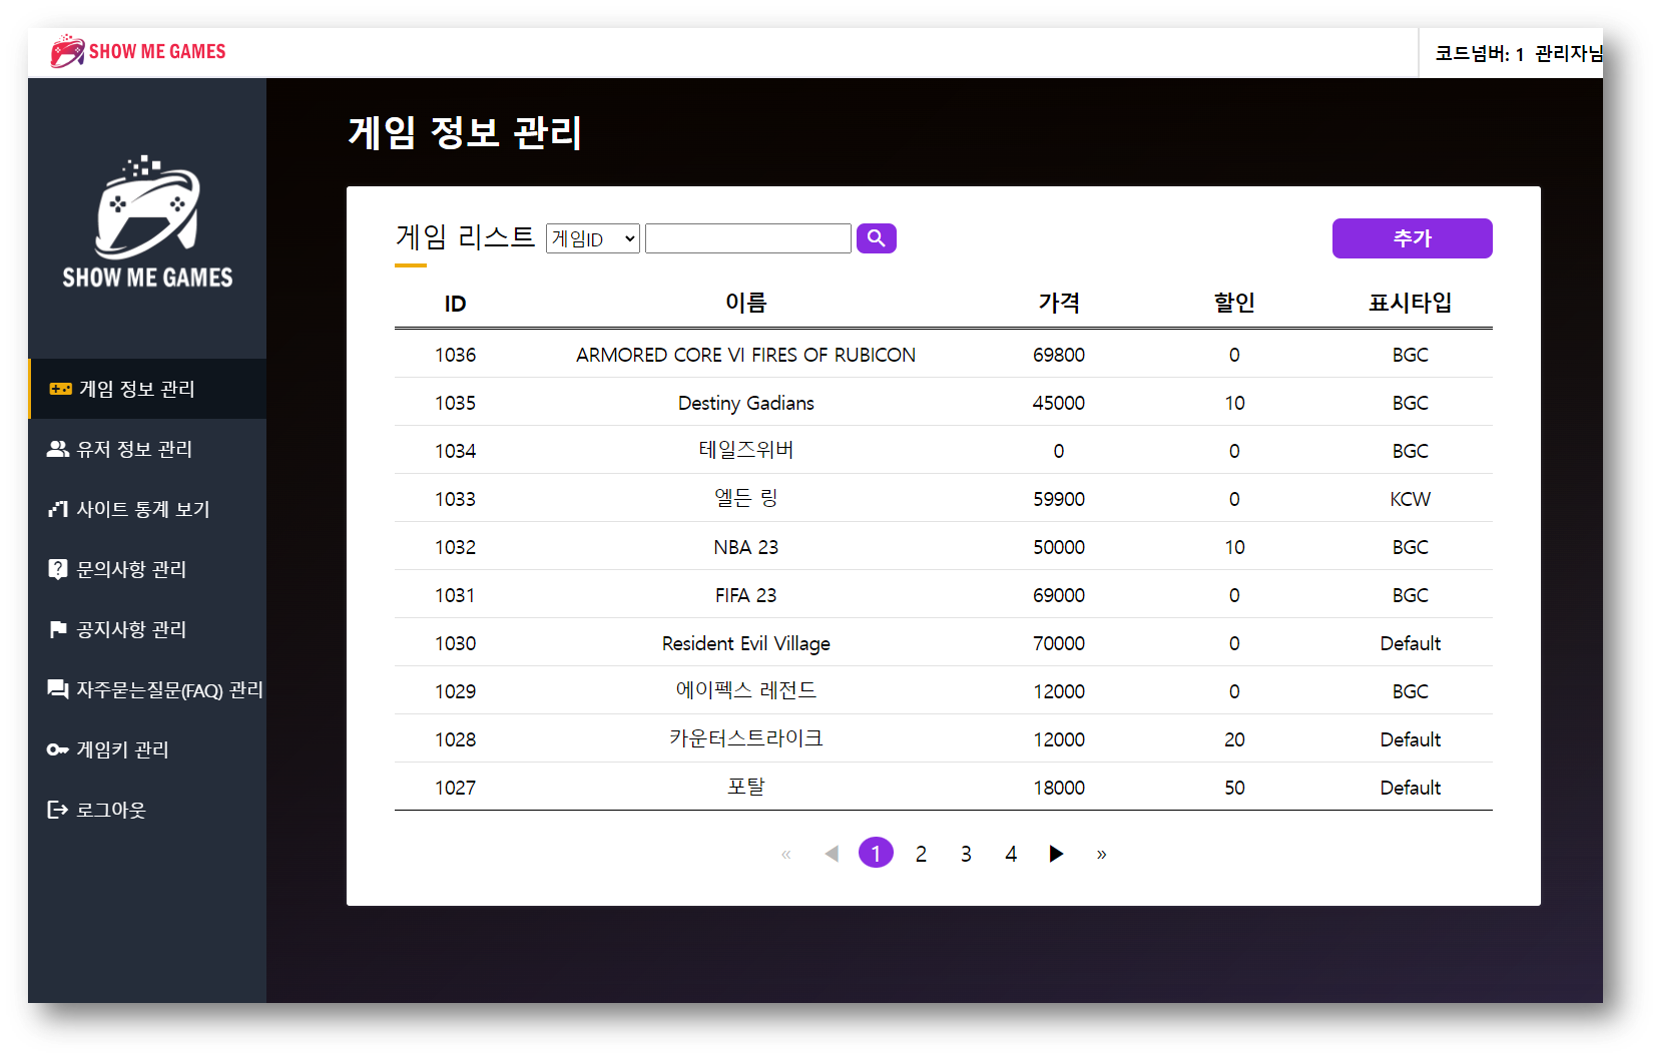 SHOW ME GAMES
코드넘버: 1 관리자님
SHOW ME GAMES
게임 정보 관리
유저 정보 관리
사이트 통계 보기
문의사항 관리
공지사항 관리
자주묻는질문(FAQ) 관리
게임키 관리
로그아웃
게임 정보 관리
게임 리스트 게임ID 추가
ID 이름 가격 할인 표시타입
1036 ARMORED CORE VI FIRES OF RUBICON 69800 0 BGC
1035 Destiny Gadians 45000 10 BGC
1034 테일즈위버 0 0 BGC
1033 엘든 링 59900 0 KCW
1032 NBA 23 50000 10 BGC
1031 FIFA 23 69000 0 BGC
1030 Resident Evil Village 70000 0 Default
1029 에이펙스 레전드 12000 0 BGC
1028 카운터스트라이크 12000 20 Default
1027 포탈 18000 50 Default
« ◀ 1 2 3 4 ▶ »